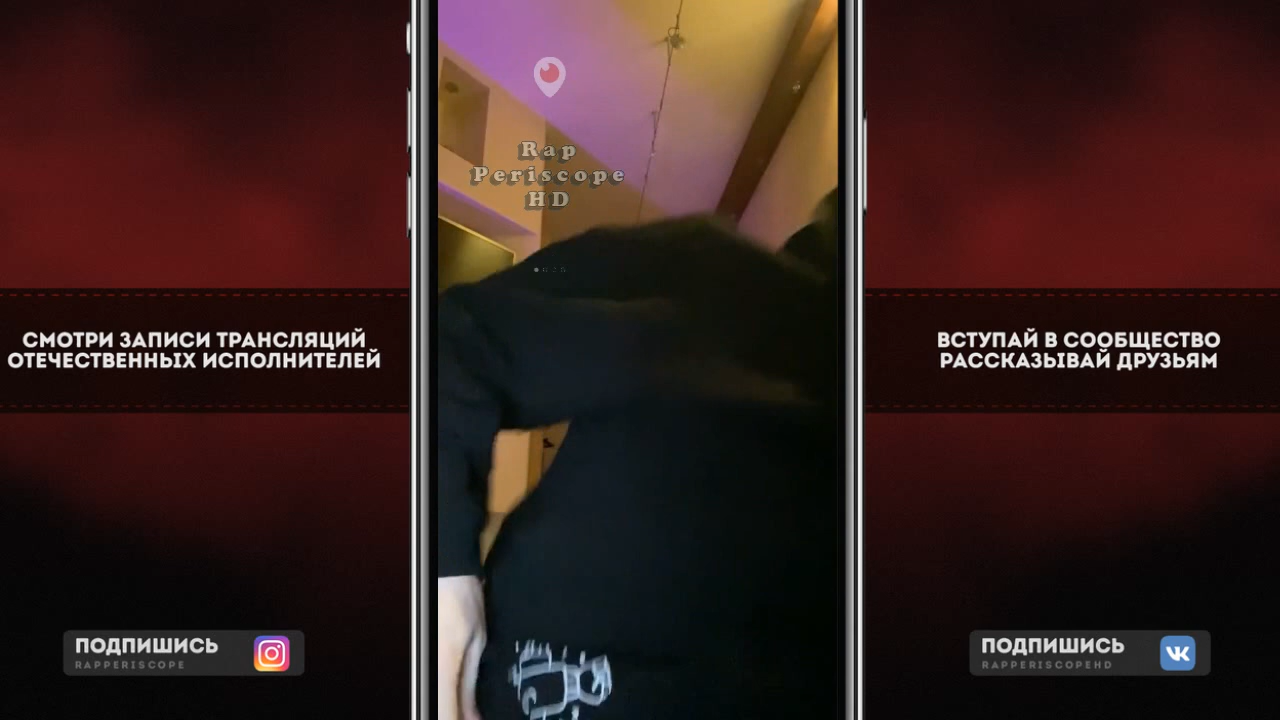 Rap
Periscope
HD
СМОТРИ ЗАПИСИ ТРАНСЛЯЦИЙ
ОТЕЧЕСТВЕННЫХ ИСПОЛНИТЕЛЕЙ
ВСТУПАЙ В СООБЩЕСТВО
РАССКАЗЫВАЙ ДРУЗЬЯМ
ПОДПИШИСЬ
RAPPERISCOPE
ПОДПИШИСЬ
RAPPERISCOPEHD